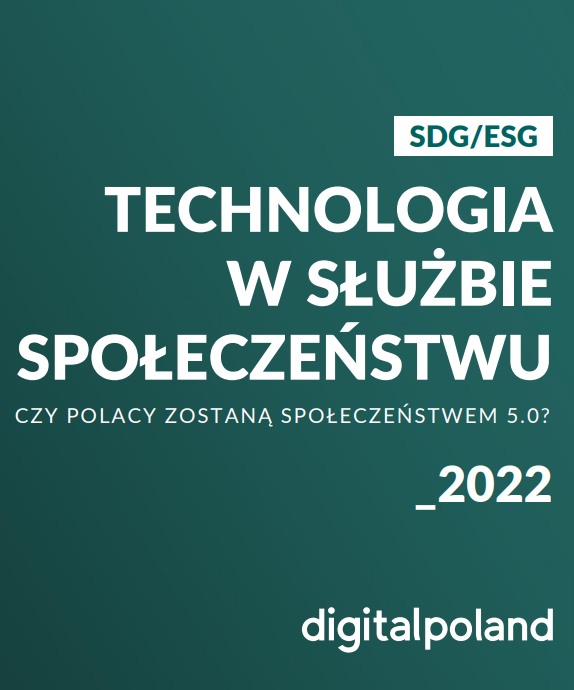 SDG/ESG
TECHNOLOGIA
W SŁUŻBIE
SPOŁECZEŃSTWU
CZY POLACY ZOSTANĄ SPOŁECZEŃSTWEM 5.0?
_2022
digitalpoland